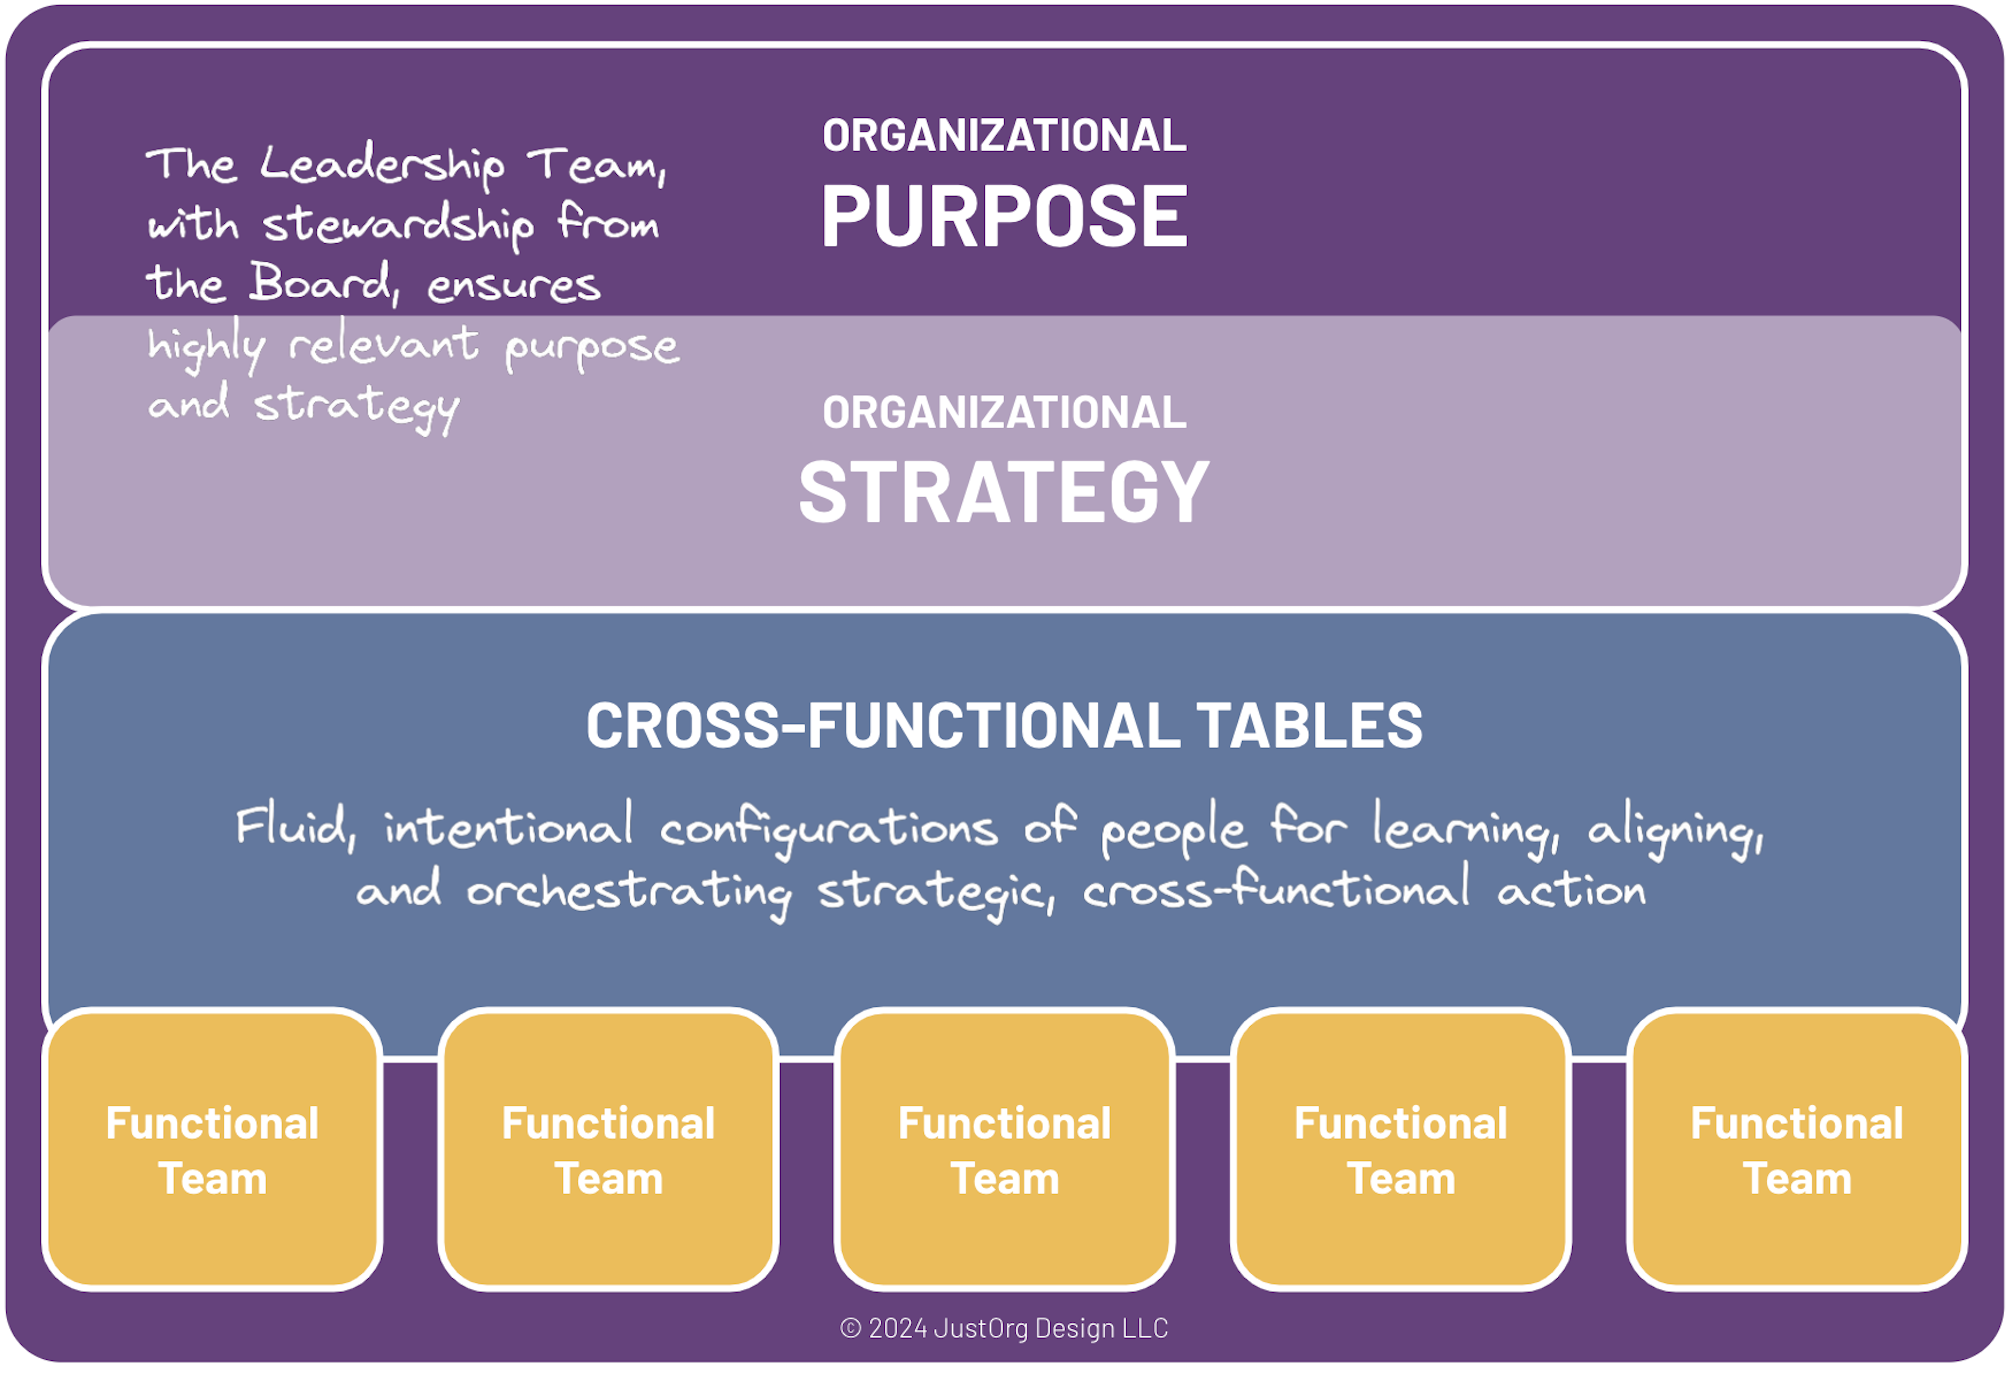 The Leadership Team,
with stewardship from
the Board, ensures
highly relevant purpose
and strategy
ORGANIZATIONAL
PURPOSE
ORGANIZATIONAL
STRATEGY
CROSS-FUNCTIONAL TABLES
Fluid, intentional configurations of people for learning, aligning,
and orchestrating strategic, cross-functional action
Functional
Team
Functional
Team
Functional
Team
Functional
Team
Functional
Team
© 2024 JustOrg Design LLC